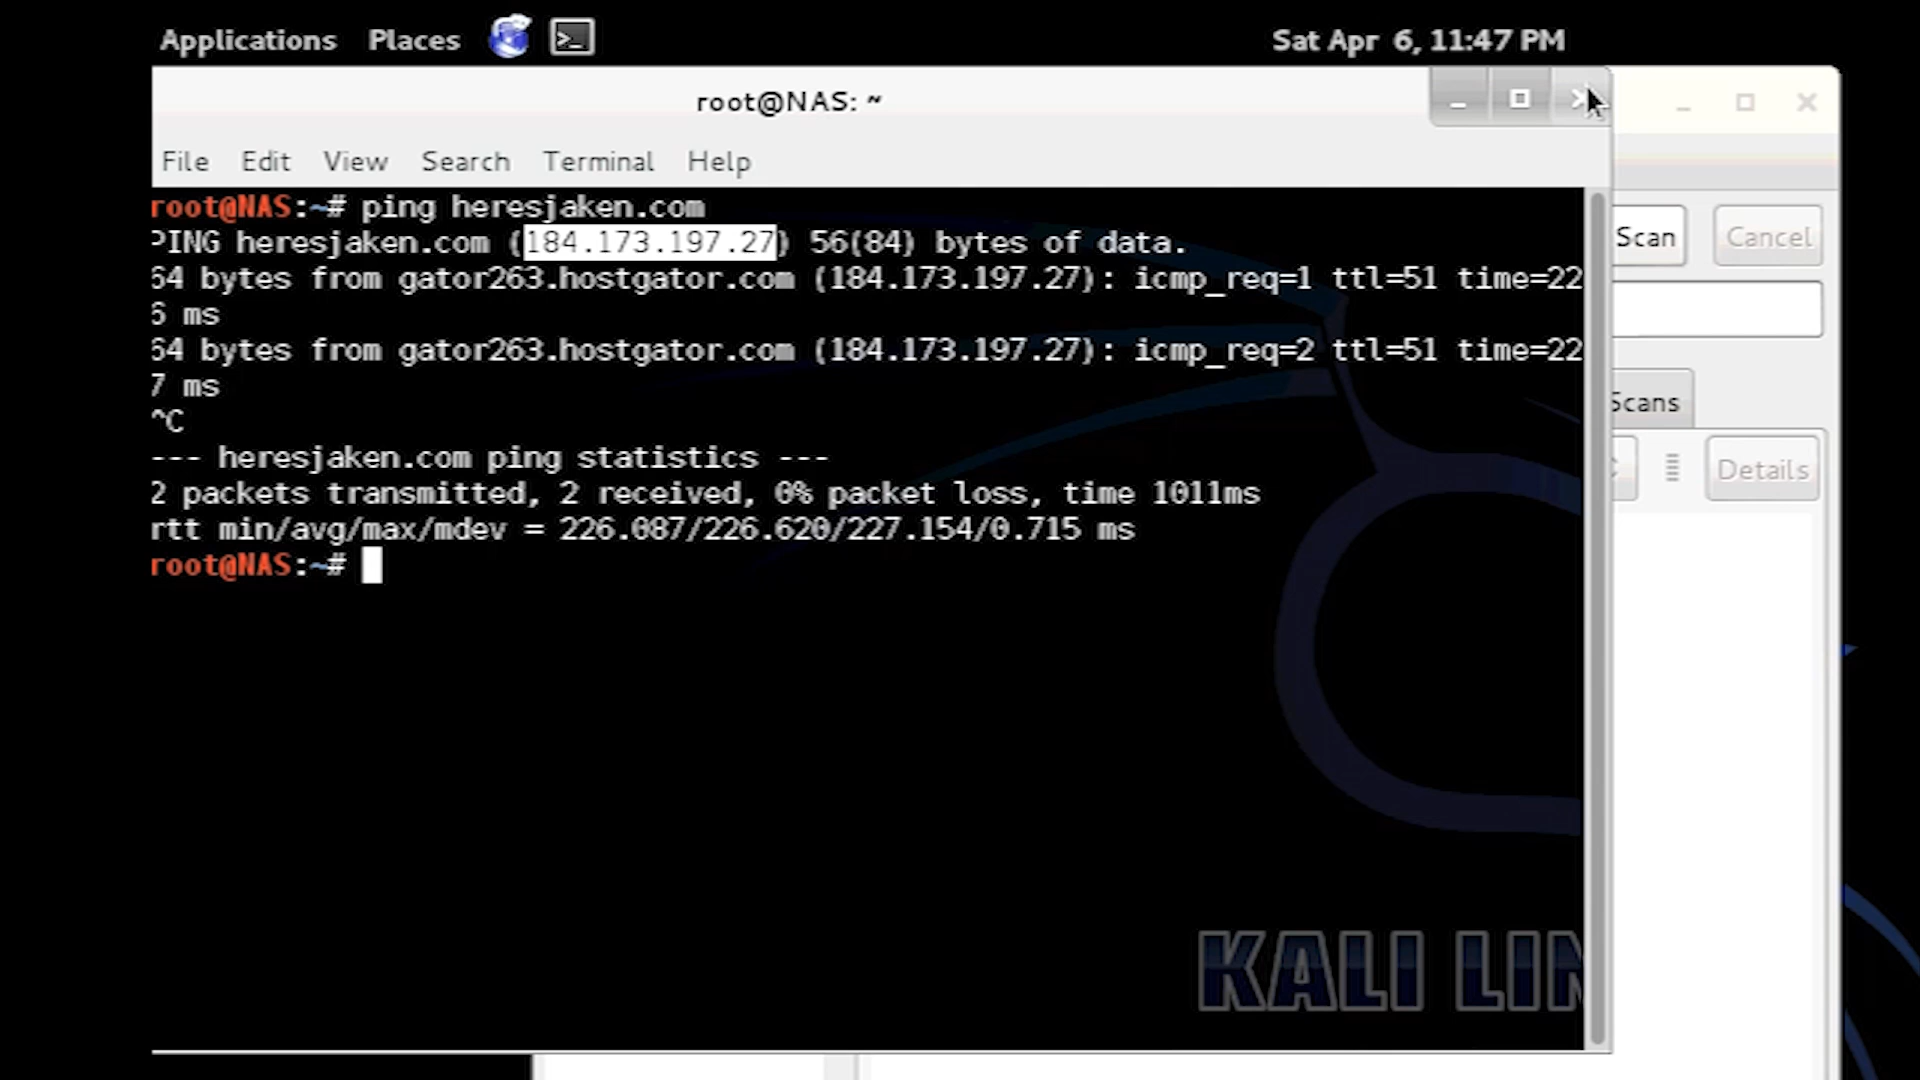 Applications Places Sat Apr 6, 11:47 PM
root@NAS: ~
File Edit View Search Terminal Help
root@NAS:~# ping heresjaken.com
PING heresjaken.com (184.173.197.27) 56(84) bytes of data.
64 bytes from gator263.hostgator.com (184.173.197.27): icmp_req=1 ttl=51 time=22
6 ms
64 bytes from gator263.hostgator.com (184.173.197.27): icmp_req=2 ttl=51 time=22
7 ms
^C
--- heresjaken.com ping statistics ---
2 packets transmitted, 2 received, 0% packet loss, time 1011ms
rtt min/avg/max/mdev = 226.087/226.620/227.154/0.715 ms
root@NAS:~#
Scan Cancel
Scans
Details
KALI LIN